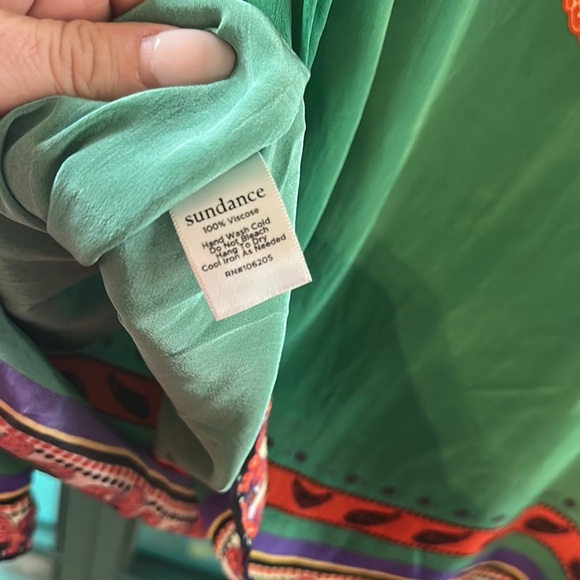 sundance
100% Viscose
Hand Wash Cold
Do Not Bleach
Hang To Dry
Cool Iron As Needed
RN#106205